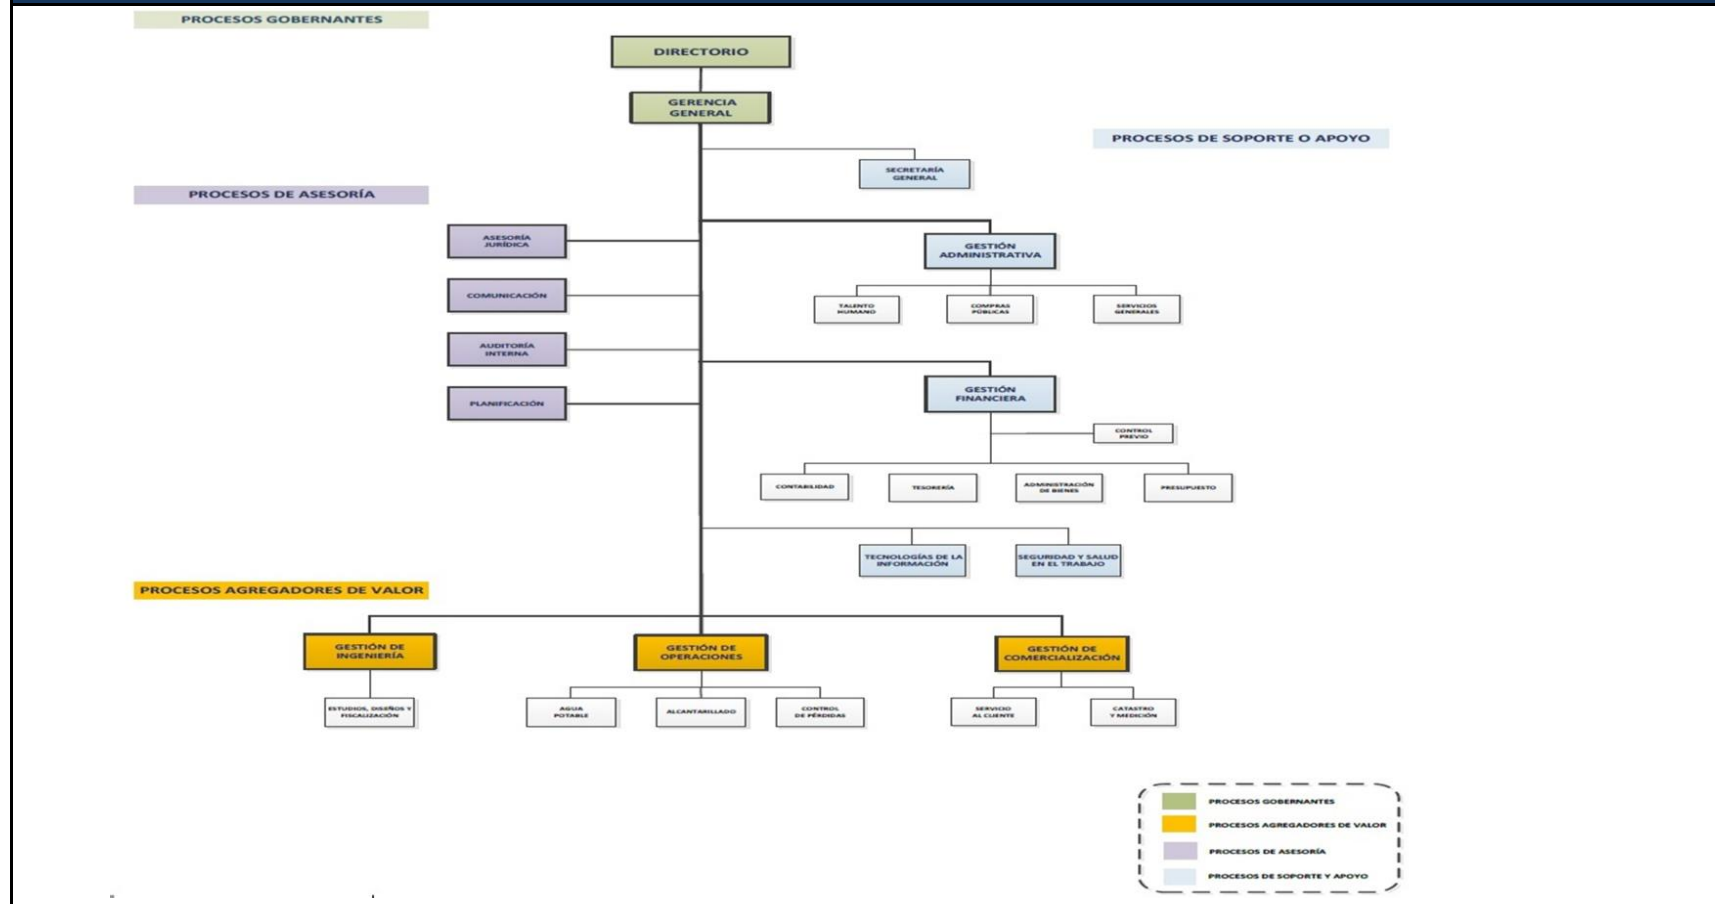 PROCESOS GOBERNANTES
DIRECTORIO
GERENCIA
GENERAL
PROCESOS DE SOPORTE O APOYO
SECRETARÍA
GENERAL
PROCESOS DE ASESORÍA
ASESORÍA
JURÍDICA
GESTIÓN
ADMINISTRATIVA
COMUNICACIÓN
TALENTO
HUMANO
COMPRAS
PÚBLICAS
SERVICIOS
GENERALES
AUDITORÍA
INTERNA
GESTIÓN
FINANCIERA
PLANIFICACIÓN
CONTROL
PREVIO
CONTABILIDAD
TESORERÍA
ADMINISTRACIÓN
DE BIENES
PRESUPUESTO
TECNOLOGÍAS DE LA
INFORMACIÓN
SEGURIDAD Y SALUD
EN EL TRABAJO
PROCESOS AGREGADORES DE VALOR
GESTIÓN DE
INGENIERÍA
GESTIÓN DE
OPERACIONES
GESTIÓN DE
COMERCIALIZACIÓN
ESTUDIOS, DISEÑOS Y
FISCALIZACIÓN
AGUA
POTABLE
ALCANTARILLADO
CONTROL
DE PÉRDIDAS
SERVICIO
AL CLIENTE
CATASTRO
Y MEDICIÓN
PROCESOS GOBERNANTES
PROCESOS AGREGADORES DE VALOR
PROCESOS DE ASESORÍA
PROCESOS DE SOPORTE Y APOYO